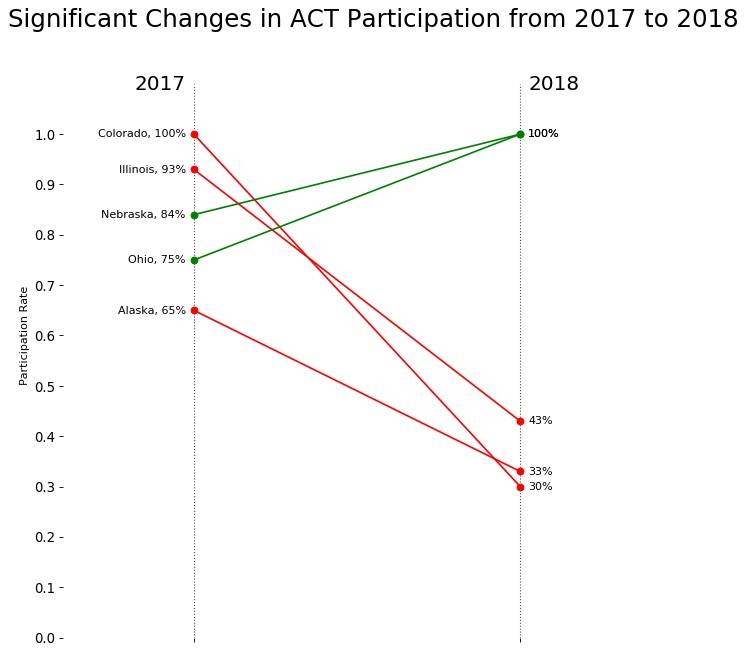 Significant Changes in ACT Participation from 2017 to 2018
2017
2018
1.0
Colorado, 100%
100%
Illinois, 93%
0.9
Nebraska, 84%
0.8
Ohio, 75%
0.7
Alaska, 65%
0.6
Participation Rate
0.5
0.4
43%
33%
0.3
30%
0.2
0.1
0.0